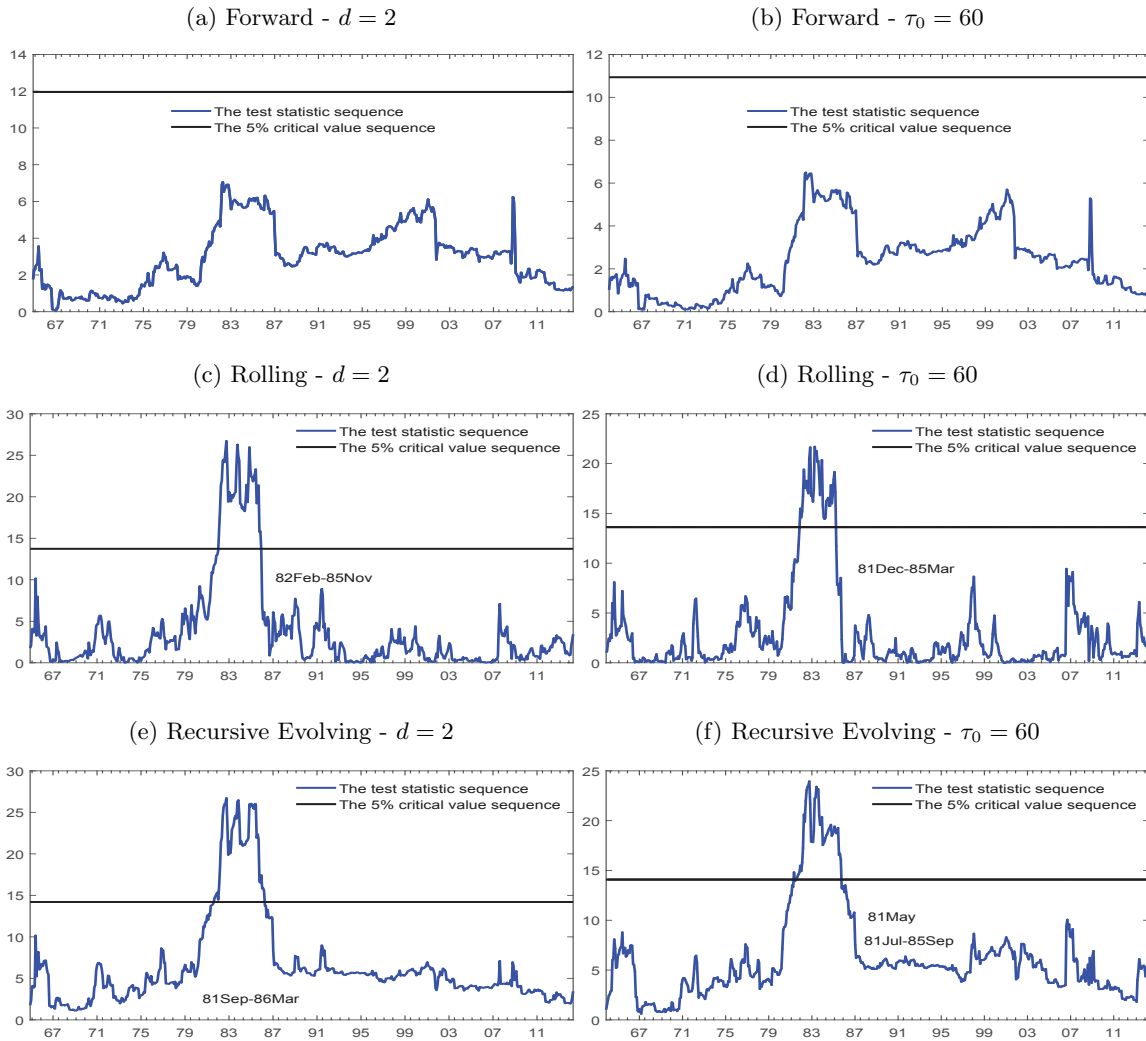 (a) Forward - d = 2
14
12
10
8
6
4
2
0
The test statistic sequence
The 5% critical value sequence
67 71 75 79 83 87 91 95 99 03 07 11
(b) Forward - τ₀ = 60
12
10
8
6
4
2
0
The test statistic sequence
The 5% critical value sequence
67 71 75 79 83 87 91 95 99 03 07 11
(c) Rolling - d = 2
30
25
20
15
10
5
0
The test statistic sequence
The 5% critical value sequence
82Feb-85Nov
67 71 75 79 83 87 91 95 99 03 07 11
(d) Rolling - τ₀ = 60
25
20
15
10
5
0
The test statistic sequence
The 5% critical value sequence
81Dec-85Mar
67 71 75 79 83 87 91 95 99 03 07 11
(e) Recursive Evolving - d = 2
30
25
20
15
10
5
0
The test statistic sequence
The 5% critical value sequence
81Sep-86Mar
67 71 75 79 83 87 91 95 99 03 07 11
(f) Recursive Evolving - τ₀ = 60
25
20
15
10
5
0
The test statistic sequence
The 5% critical value sequence
81May
81Jul-85Sep
67 71 75 79 83 87 91 95 99 03 07 11